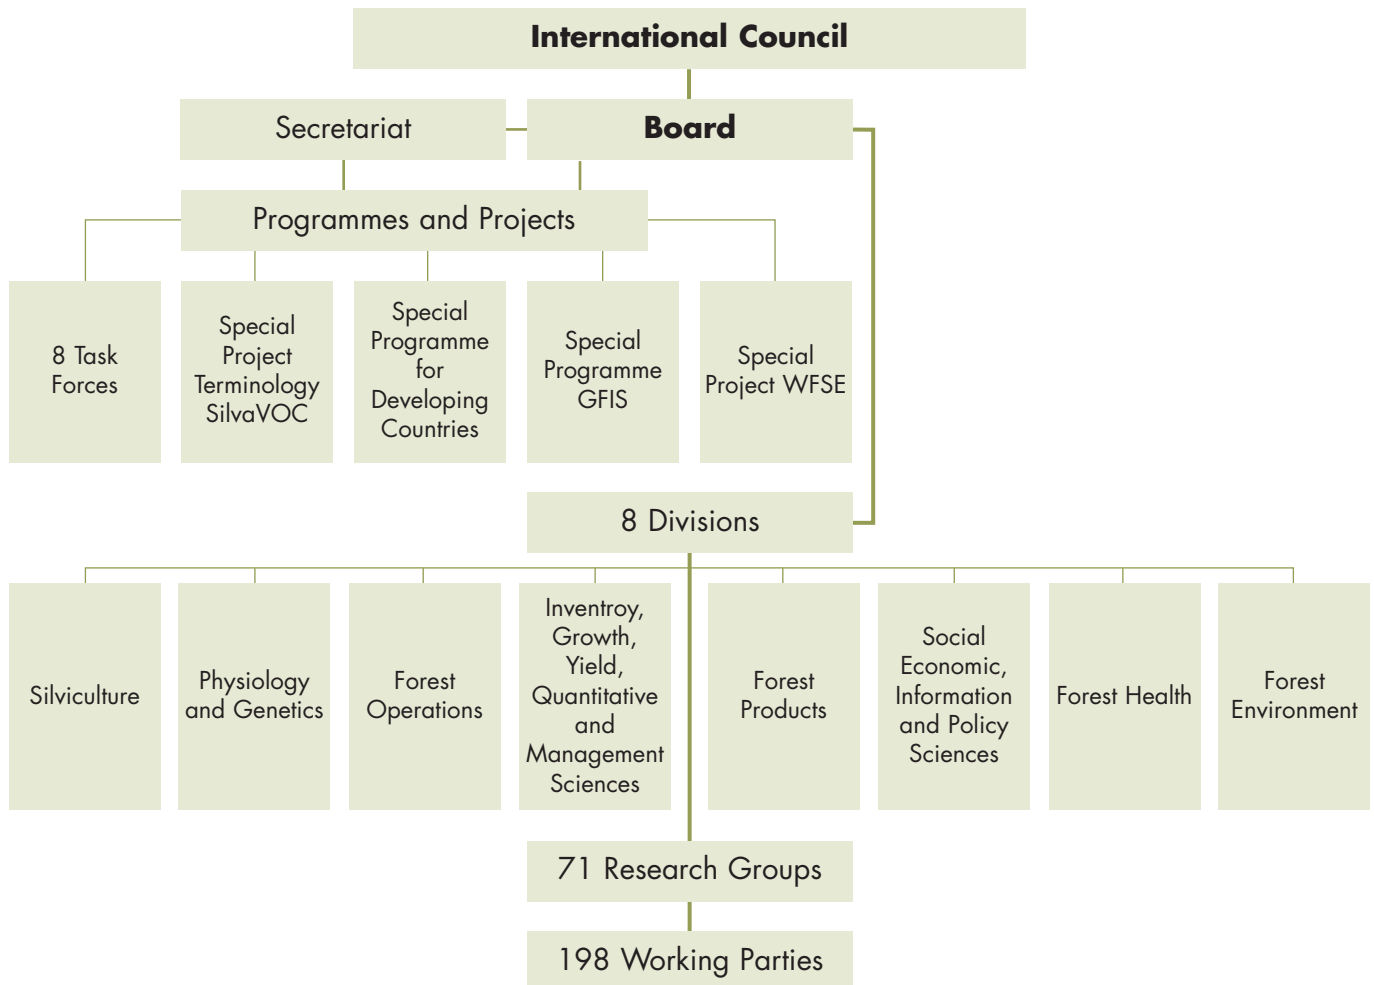 International Council
Secretariat
Board
Programmes and Projects
8 Task
Forces
Special
Project
Terminology
SilvaVOC
Special
Programme
for
Developing
Countries
Special
Programme
GFIS
Special
Project WFSE
8 Divisions
Silviculture
Physiology
and Genetics
Forest
Operations
Inventroy,
Growth,
Yield,
Quantitative
and
Management
Sciences
Forest
Products
Social
Economic,
Information
and Policy
Sciences
Forest Health
Forest
Environment
71 Research Groups
198 Working Parties